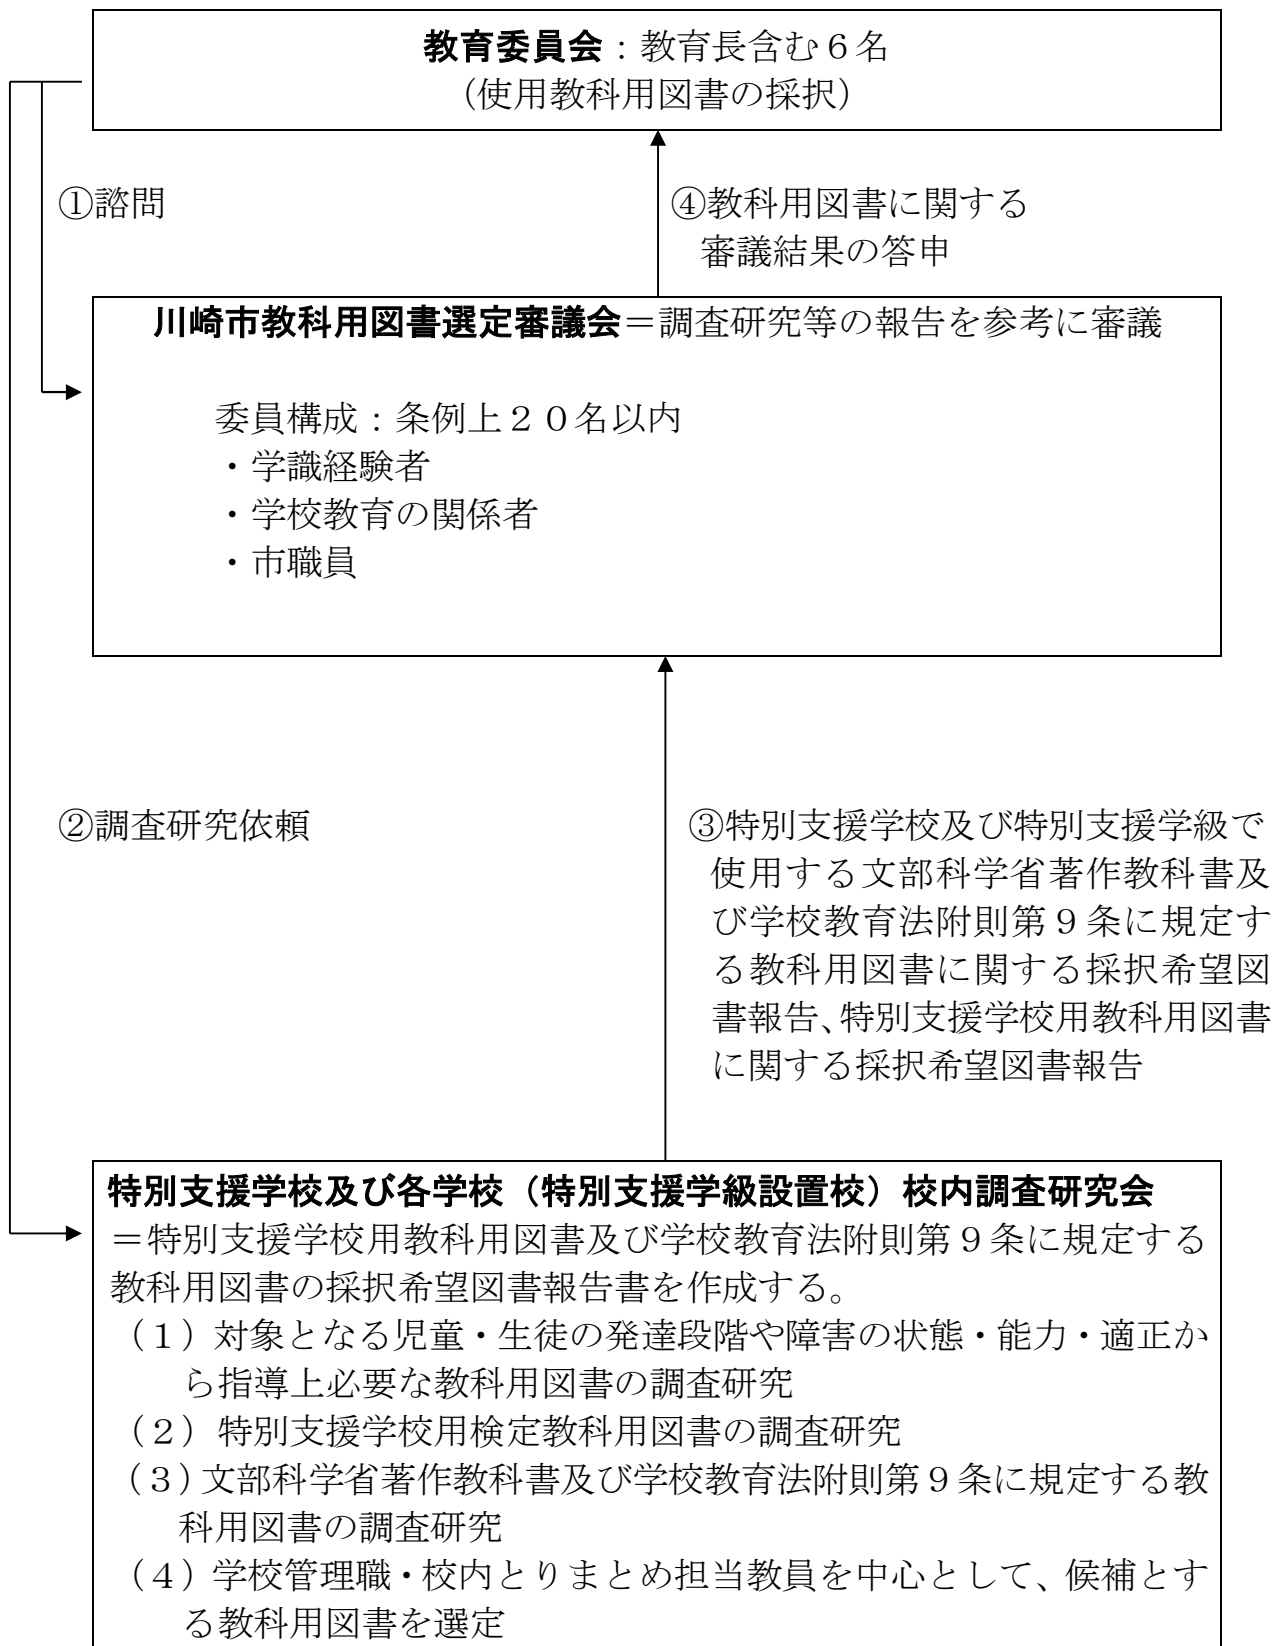 教育委員会：教育長含む６名
（使用教科用図書の採択）
①諮問
④教科用図書に関する
審議結果の答申
川崎市教科用図書選定審議会＝調査研究等の報告を参考に審議
委員構成：条例上２０名以内
・学識経験者
・学校教育の関係者
・市職員
②調査研究依頼
③特別支援学校及び特別支援学級で
使用する文部科学省著作教科書及
び学校教育法附則第９条に規定す
る教科用図書に関する採択希望図
書報告、特別支援学校用教科用図書
に関する採択希望図書報告
特別支援学校及び各学校（特別支援学級設置校）校内調査研究会
＝特別支援学校用教科用図書及び学校教育法附則第９条に規定する
教科用図書の採択希望図書報告書を作成する。
（１）対象となる児童・生徒の発達段階や障害の状態・能力・適正か
ら指導上必要な教科用図書の調査研究
（２）特別支援学校用検定教科用図書の調査研究
（３）文部科学省著作教科書及び学校教育法附則第９条に規定する教
科用図書の調査研究
（４）学校管理職・校内とりまとめ担当教員を中心として、候補とす
る教科用図書を選定